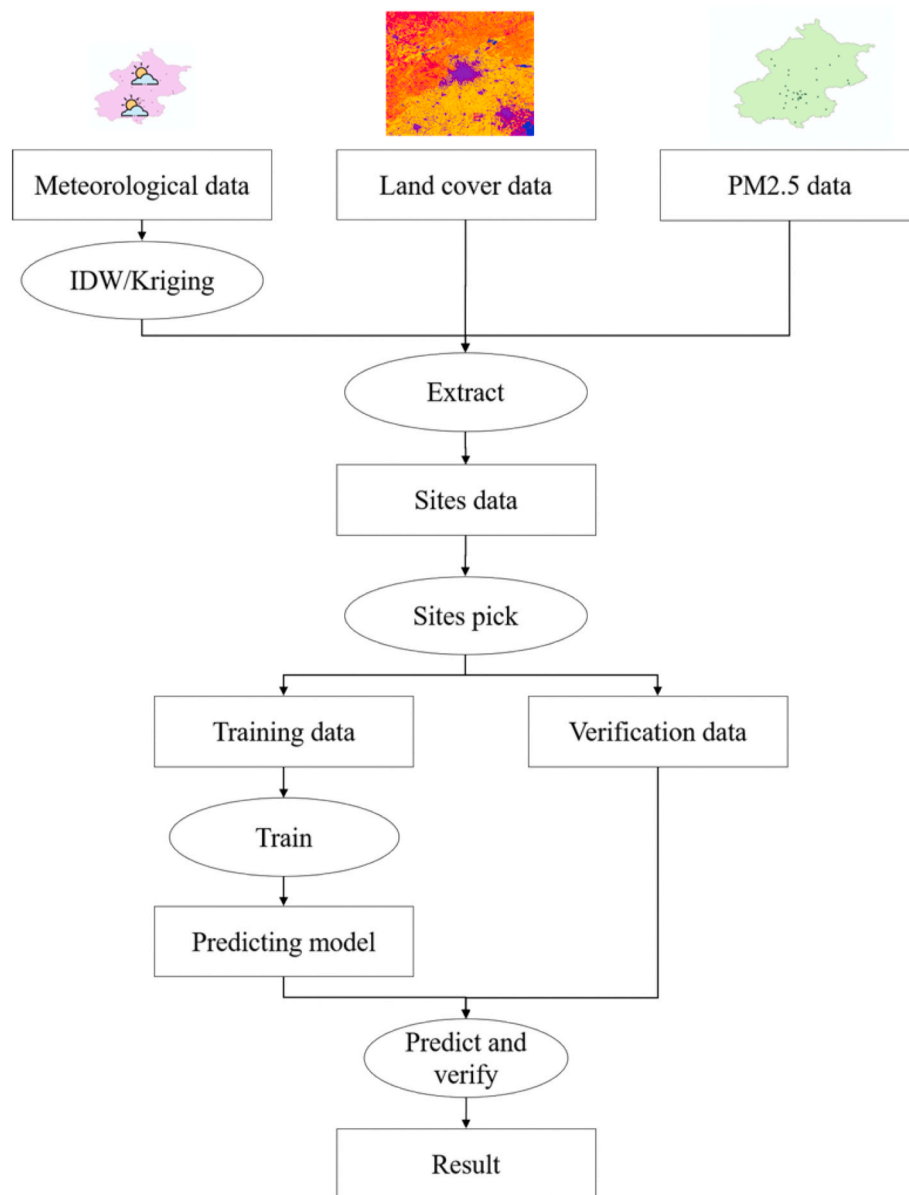 Meteorological data
Land cover data
PM2.5 data
IDW/Kriging
Extract
Sites data
Sites pick
Training data
Verification data
Train
Predicting model
Predict and
verify
Result